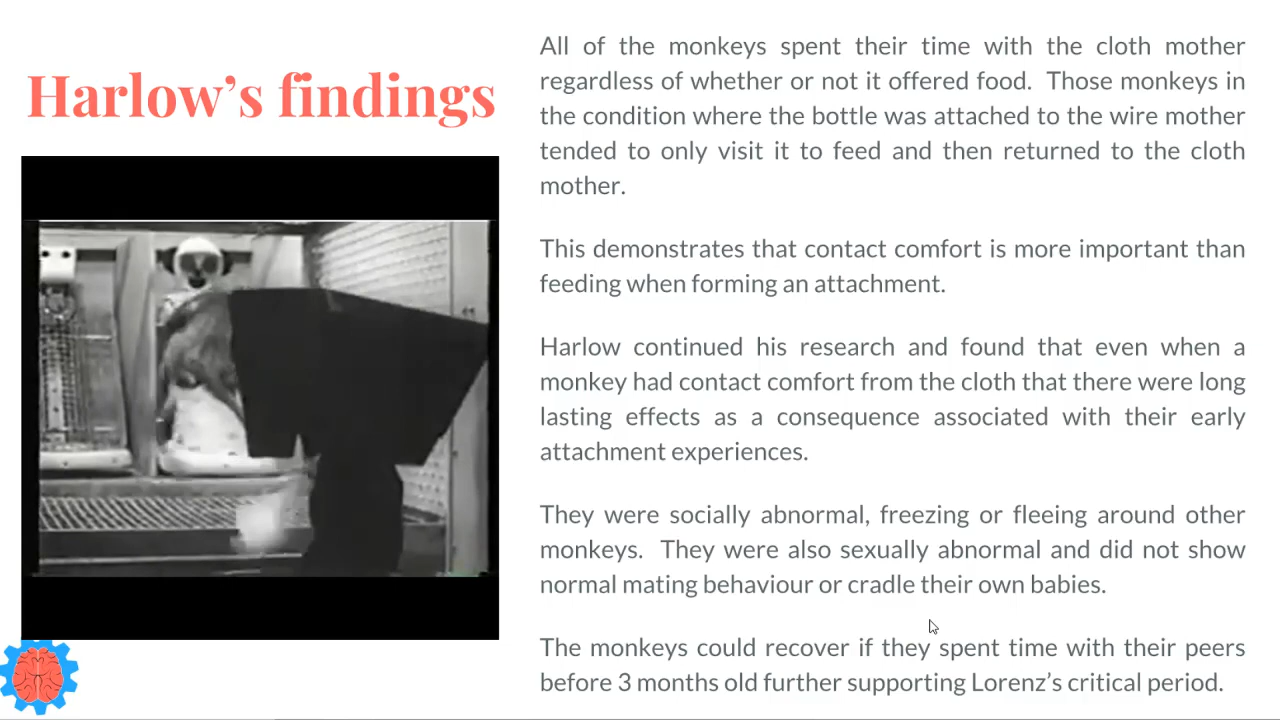 Harlow’s findings
All of the monkeys spent their time with the cloth mother
regardless of whether or not it offered food. Those monkeys in
the condition where the bottle was attached to the wire mother
tended to only visit it to feed and then returned to the cloth
mother.
This demonstrates that contact comfort is more important than
feeding when forming an attachment.
Harlow continued his research and found that even when a
monkey had contact comfort from the cloth that there were long
lasting effects as a consequence associated with their early
attachment experiences.
They were socially abnormal, freezing or fleeing around other
monkeys. They were also sexually abnormal and did not show
normal mating behaviour or cradle their own babies.
The monkeys could recover if they spent time with their peers
before 3 months old further supporting Lorenz’s critical period.